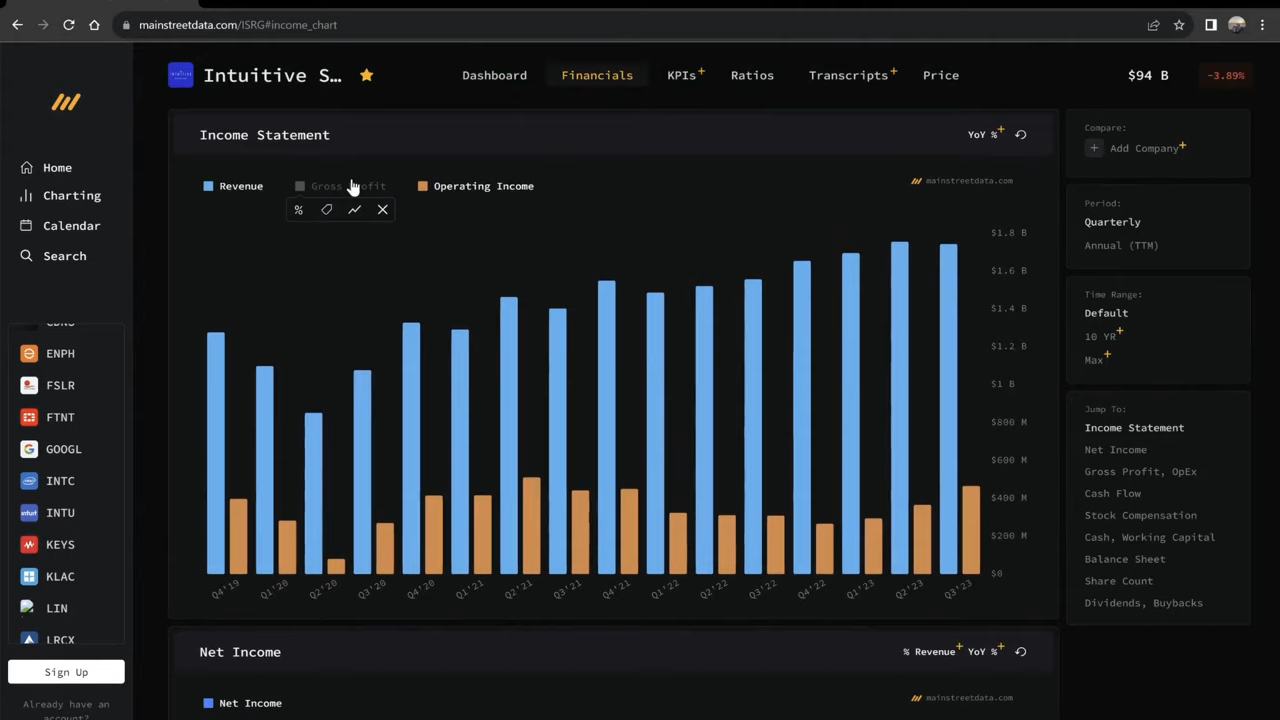 mainstreetdata.com/ISRG#income_chart
Intuitive S…
Dashboard
Financials
KPIs+
Ratios
Transcripts+
Price
$94 B
-3.89%
Home
Charting
Calendar
Search
CDNS
ENPH
FSLR
FTNT
GOOGL
INTC
INTU
KEYS
KLAC
LIN
LRCX
Sign Up
Already have an
account?
Income Statement
YoY %+
Revenue
Gross Profit
Operating Income
mainstreetdata.com
%
$1.8 B
$1.6 B
$1.4 B
$1.2 B
$1 B
$800 M
$600 M
$400 M
$200 M
$0
Q4'19
Q1'20
Q2'20
Q3'20
Q4'20
Q1'21
Q2'21
Q3'21
Q4'21
Q1'22
Q2'22
Q3'22
Q4'22
Q1'23
Q2'23
Q3'23
Net Income
% Revenue+
YoY %+
Net Income
mainstreetdata.com
Compare:
+ Add Company+
Period:
Quarterly
Annual (TTM)
Time Range:
Default
10 YR+
Max+
Jump To:
Income Statement
Net Income
Gross Profit, OpEx
Cash Flow
Stock Compensation
Cash, Working Capital
Balance Sheet
Share Count
Dividends, Buybacks